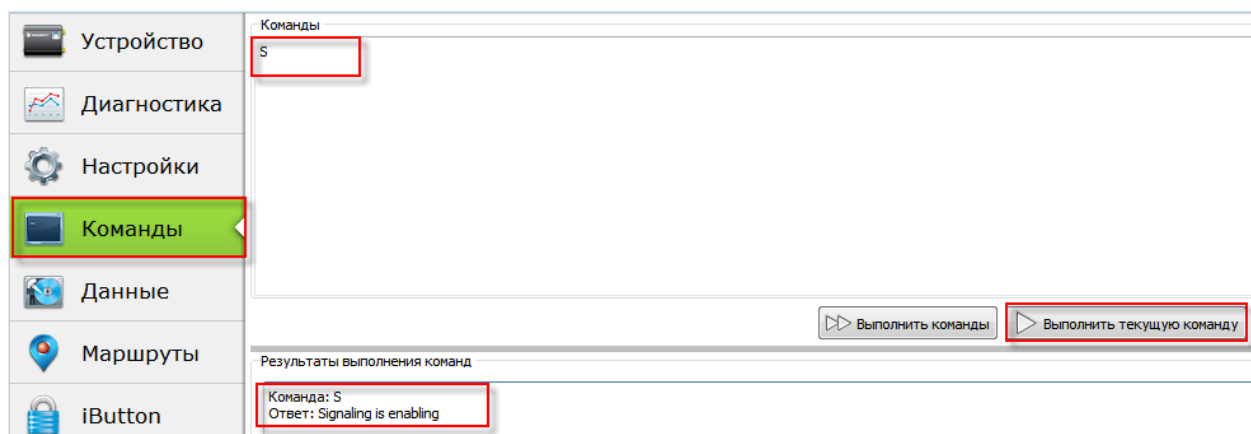 Устройство
Диагностика
Настройки
Команды
Данные
Маршруты
iButton
Команды
S
Выполнить команды
Выполнить текущую команду
Результаты выполнения команд
Команда: S
Ответ: Signaling is enabling